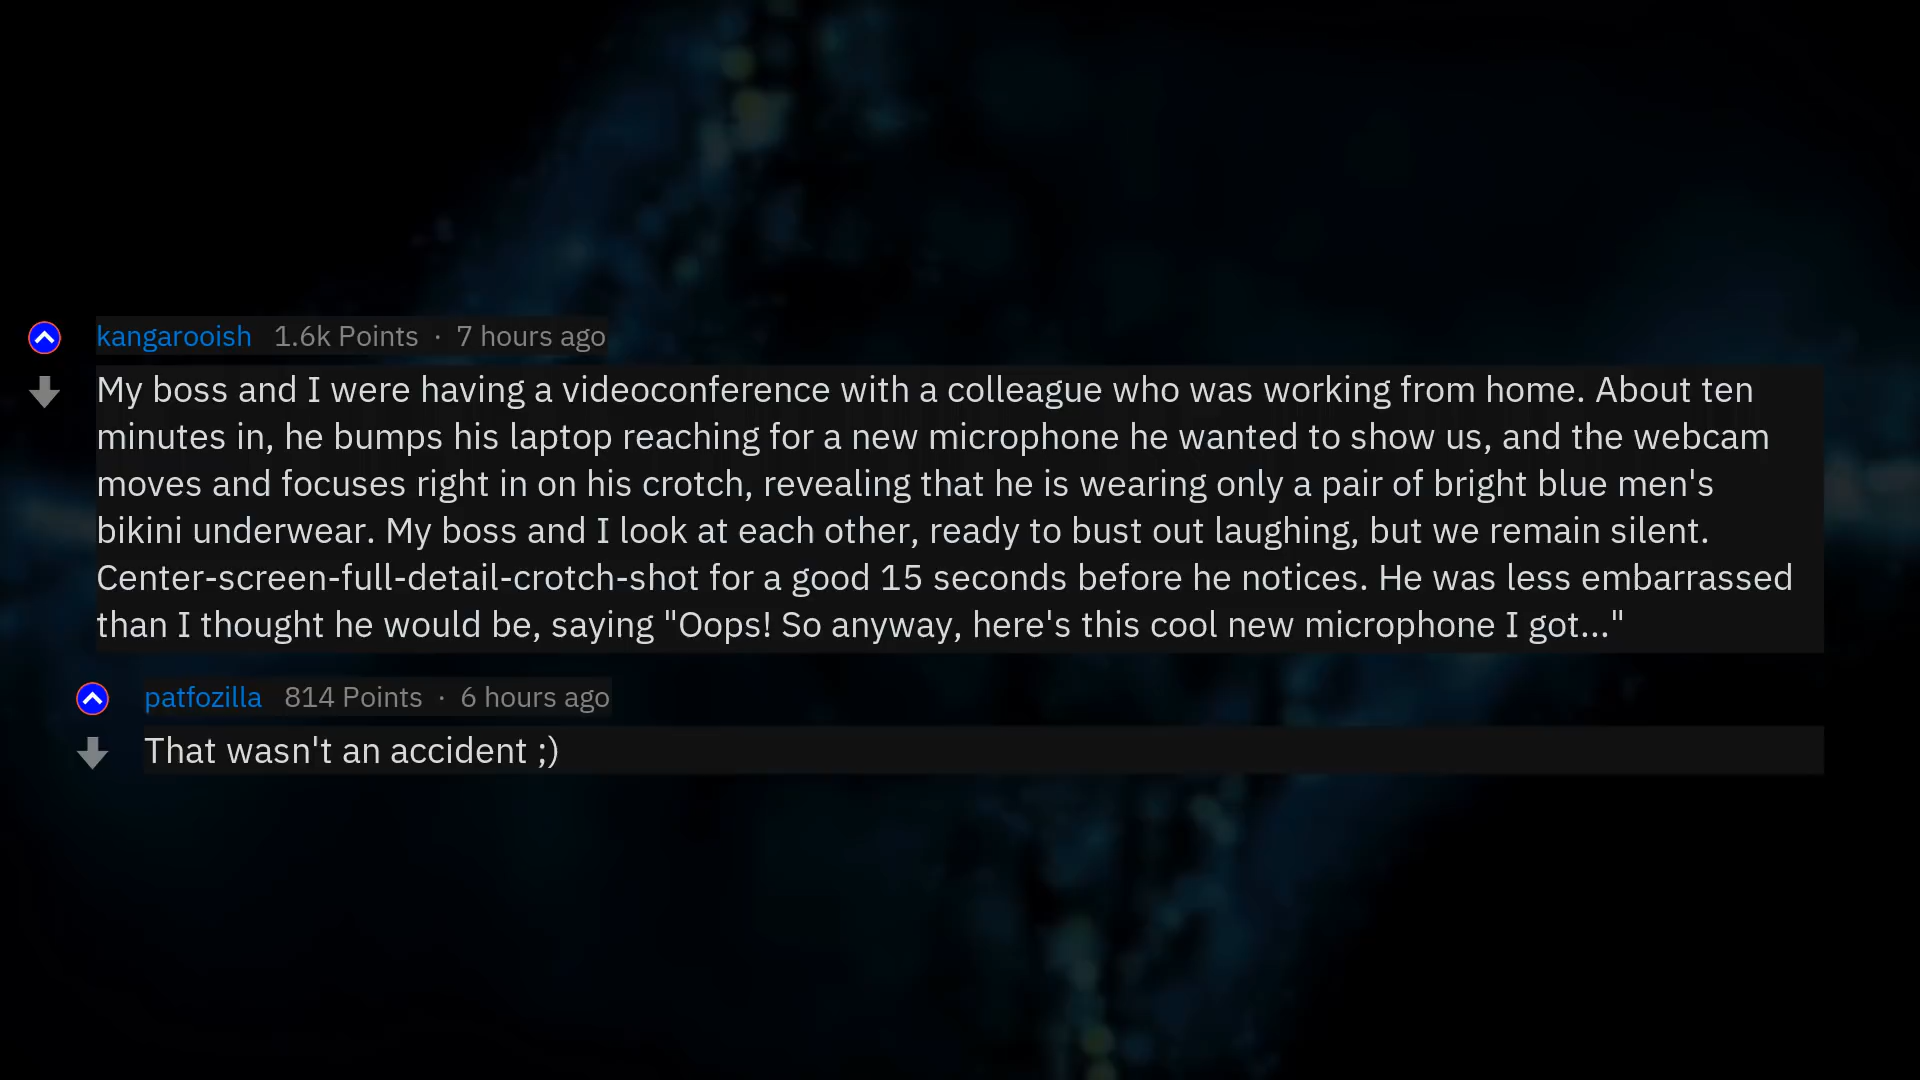 kangarooish 1.6k Points · 7 hours ago
My boss and I were having a videoconference with a colleague who was working from home. About ten
minutes in, he bumps his laptop reaching for a new microphone he wanted to show us, and the webcam
moves and focuses right in on his crotch, revealing that he is wearing only a pair of bright blue men's
bikini underwear. My boss and I look at each other, ready to bust out laughing, but we remain silent.
Center-screen-full-detail-crotch-shot for a good 15 seconds before he notices. He was less embarrassed
than I thought he would be, saying "Oops! So anyway, here's this cool new microphone I got..."
patfozilla 814 Points · 6 hours ago
That wasn't an accident ;)